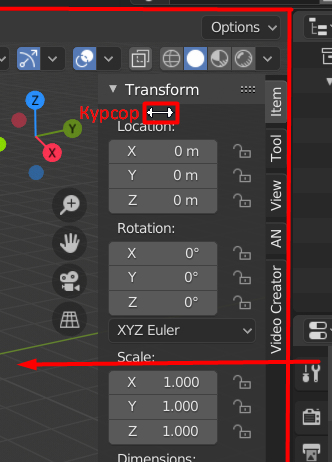 Options
Transform
Курсор
Location:
X 0 m
Y 0 m
Z 0 m
Rotation:
X 0°
Y 0°
Z 0°
XYZ Euler
Scale:
X 1.000
Y 1.000
Z 1.000
Dimensions:
Item
Tool
View
AN
Video Creator
Z
Y
X